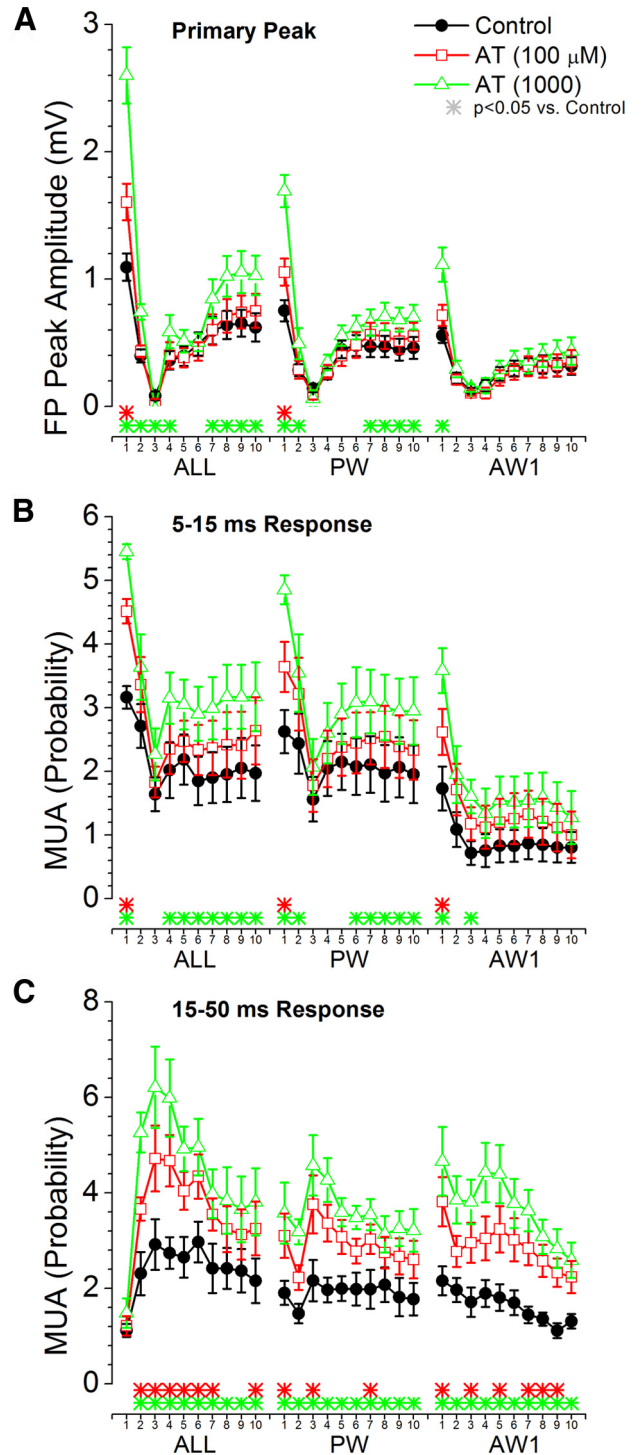 A
Primary Peak
Control
AT (100 μM)
AT (1000)
p<0.05 vs. Control
FP Peak Amplitude (mV)
3
2
1
0
1 2 3 4 5 6 7 8 9 10 1 2 3 4 5 6 7 8 9 10 1 2 3 4 5 6 7 8 9 10
ALL PW AW1
B
5-15 ms Response
MUA (Probability)
6
5
4
3
2
1
0
1 2 3 4 5 6 7 8 9 10 1 2 3 4 5 6 7 8 9 10 1 2 3 4 5 6 7 8 9 10
ALL PW AW1
C
15-50 ms Response
MUA (Probability)
8
6
4
2
0
1 2 3 4 5 6 7 8 9 10 1 2 3 4 5 6 7 8 9 10 1 2 3 4 5 6 7 8 9 10
ALL PW AW1